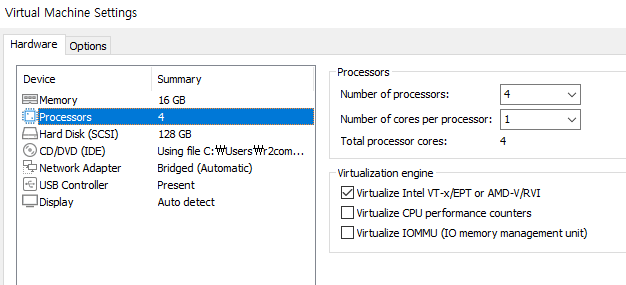 Virtual Machine Settings
Hardware Options
Device Summary
Memory 16 GB
Processors 4
Hard Disk (SCSI) 128 GB
CD/DVD (IDE) Using file C:₩Users₩r2com...
Network Adapter Bridged (Automatic)
USB Controller Present
Display Auto detect
Processors
Number of processors: 4
Number of cores per processor: 1
Total processor cores: 4
Virtualization engine
Virtualize Intel VT-x/EPT or AMD-V/RVI
Virtualize CPU performance counters
Virtualize IOMMU (IO memory management unit)